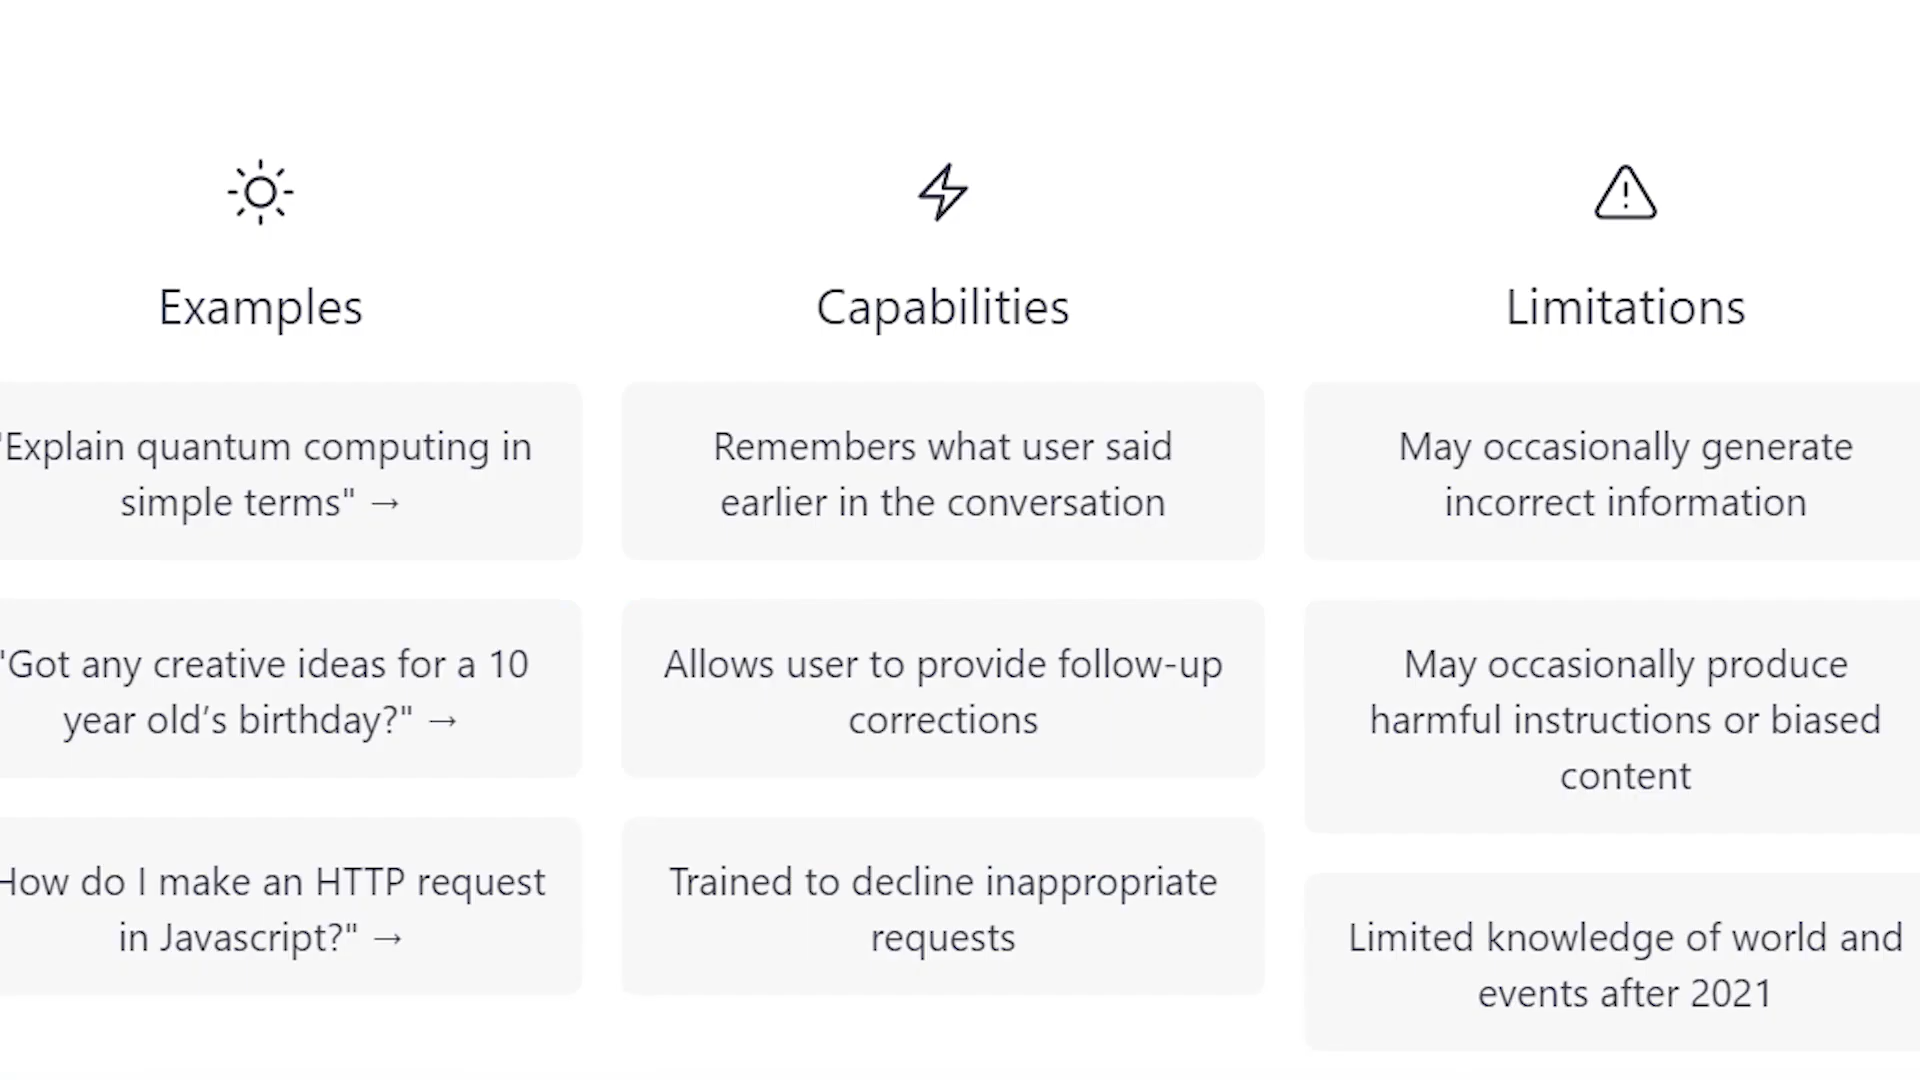 Examples
"Explain quantum computing in
simple terms" →
"Got any creative ideas for a 10
year old’s birthday?" →
How do I make an HTTP request
in Javascript?" →
Capabilities
Remembers what user said
earlier in the conversation
Allows user to provide follow-up
corrections
Trained to decline inappropriate
requests
Limitations
May occasionally generate
incorrect information
May occasionally produce
harmful instructions or biased
content
Limited knowledge of world and
events after 2021